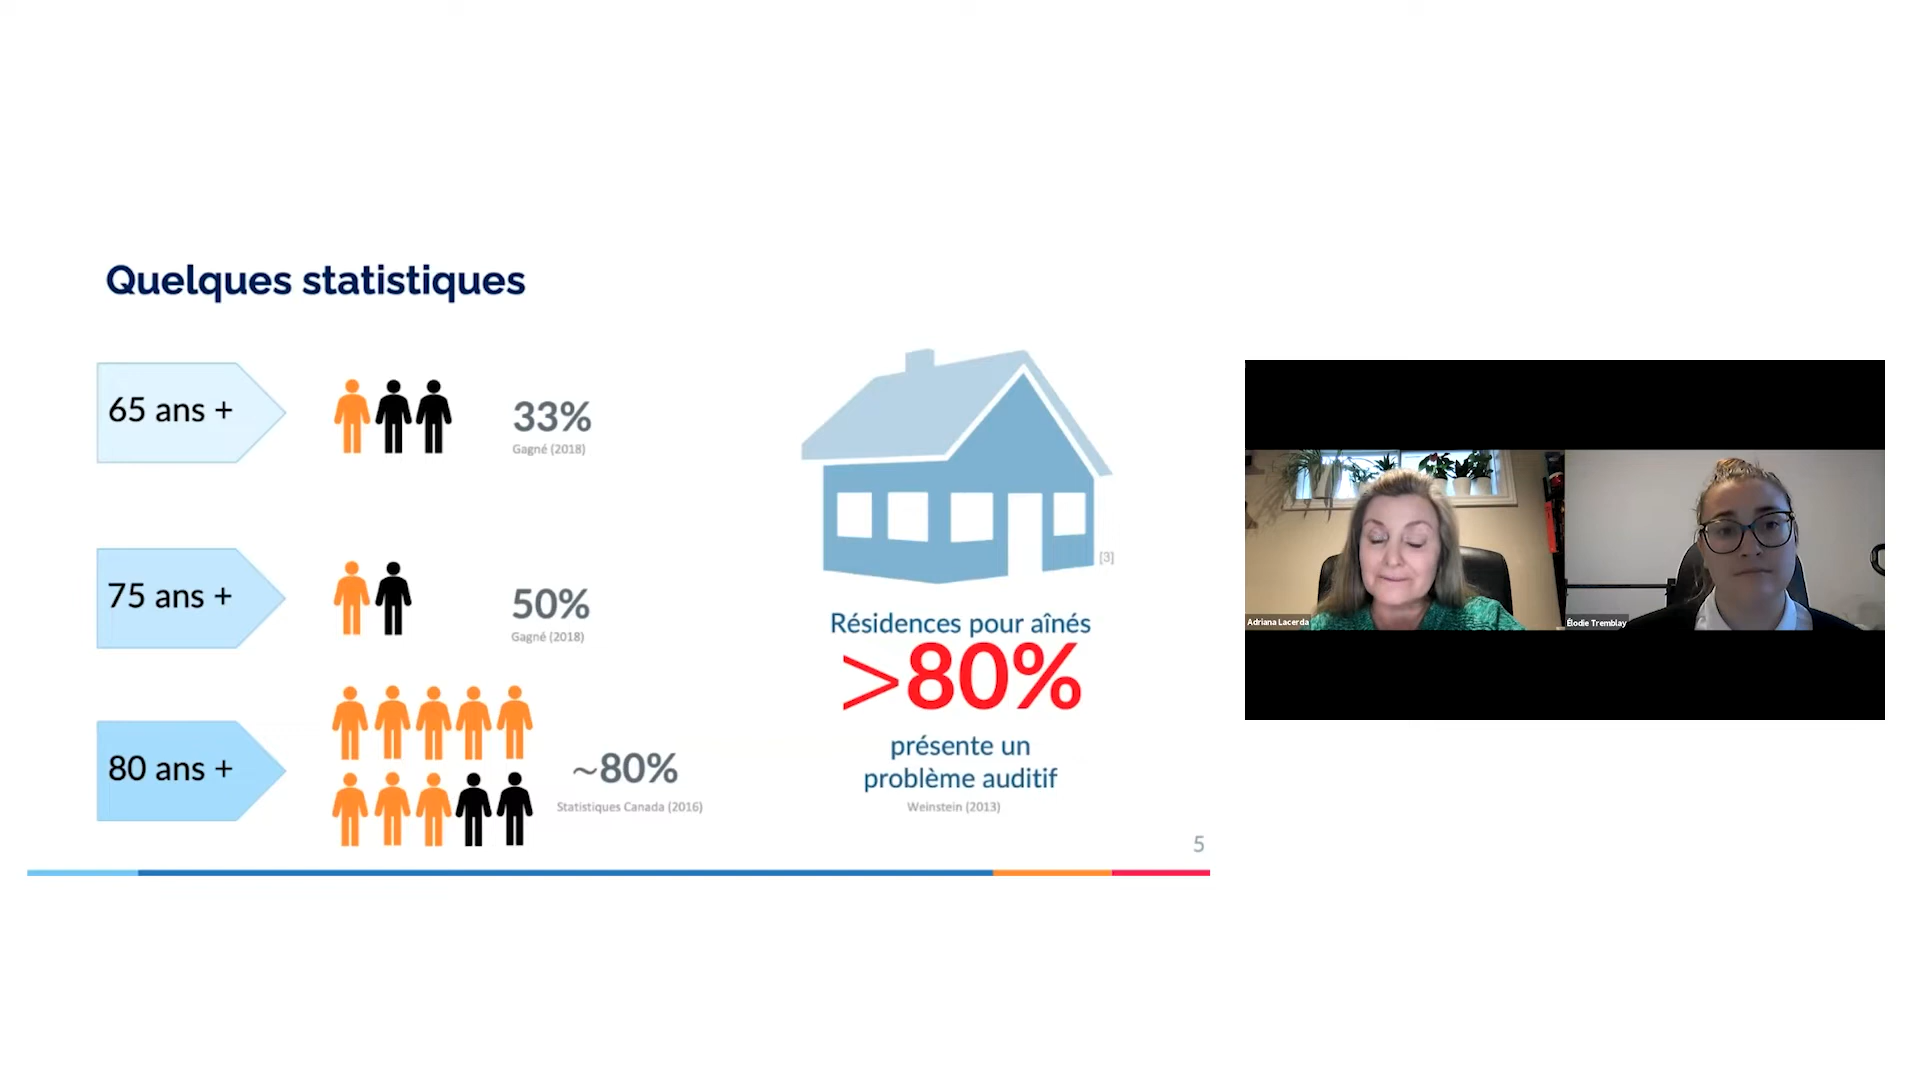 Quelques statistiques
65 ans +
33%
Gagné (2018)
75 ans +
50%
Gagné (2018)
80 ans +
~80%
Statistiques Canada (2016)
[3]
Résidences pour aînés
>80%
présente un
problème auditif
Weinstein (2013)
5
Adriana Lacerda
Élodie Tremblay